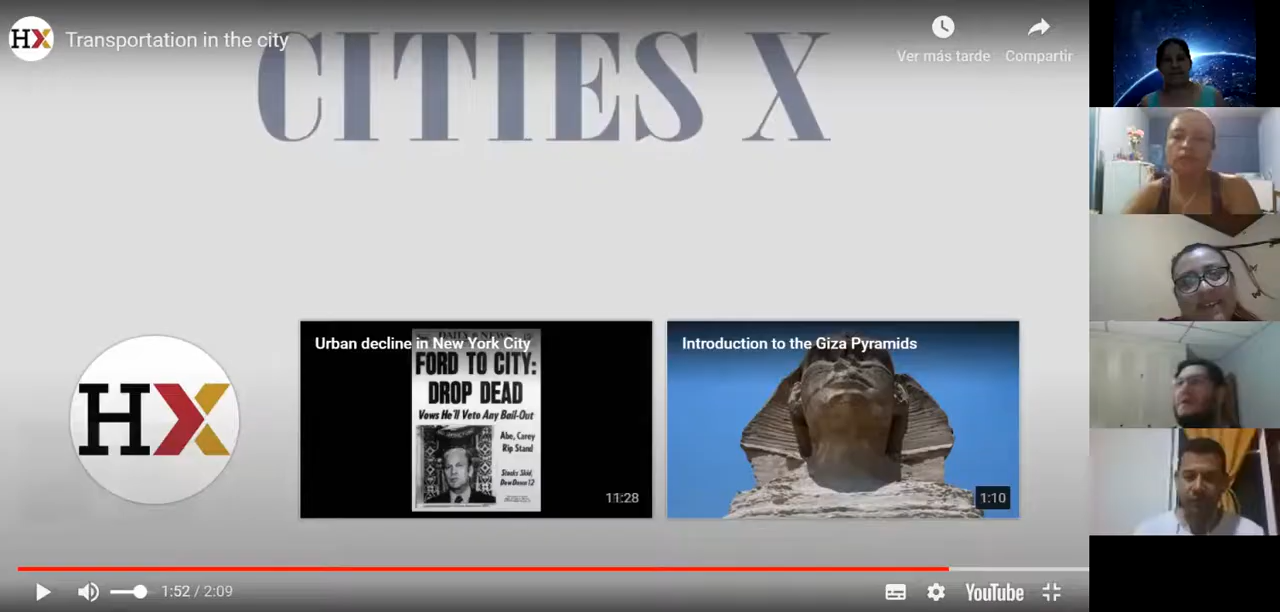 HX
Transportation in the city
Ver más tarde
Compartir
CITIES X
HX
Urban decline in New York City
DAILY NEWS
FORD TO CITY:
DROP DEAD
Vows He'll Veto Any Bail-Out
Abe, Carey
Rip Stand
Stocks Skid,
Dow Down 12
11:28
Introduction to the Giza Pyramids
1:10
1:52 / 2:09
YouTube